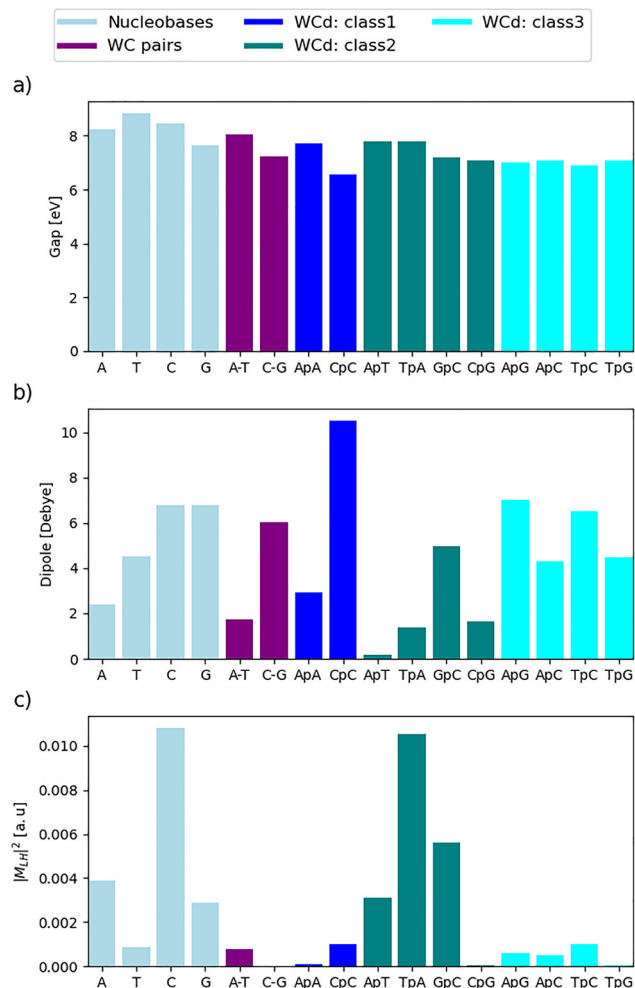 Nucleobases WCd: class1 WCd: class3
WC pairs WCd: class2
a)
8
6
4
2
0
Gap [eV]
A T C G A-T C-G ApA CpC ApT TpA GpC CpG ApG ApC TpC TpG
b)
10
8
6
4
2
0
Dipole [Debye]
A T C G A-T C-G ApA CpC ApT TpA GpC CpG ApG ApC TpC TpG
c)
0.010
0.008
0.006
0.004
0.002
0.000
|M_LH|² [a.u]
A T C G A-T C-G ApA CpC ApT TpA GpC CpG ApG ApC TpC TpG